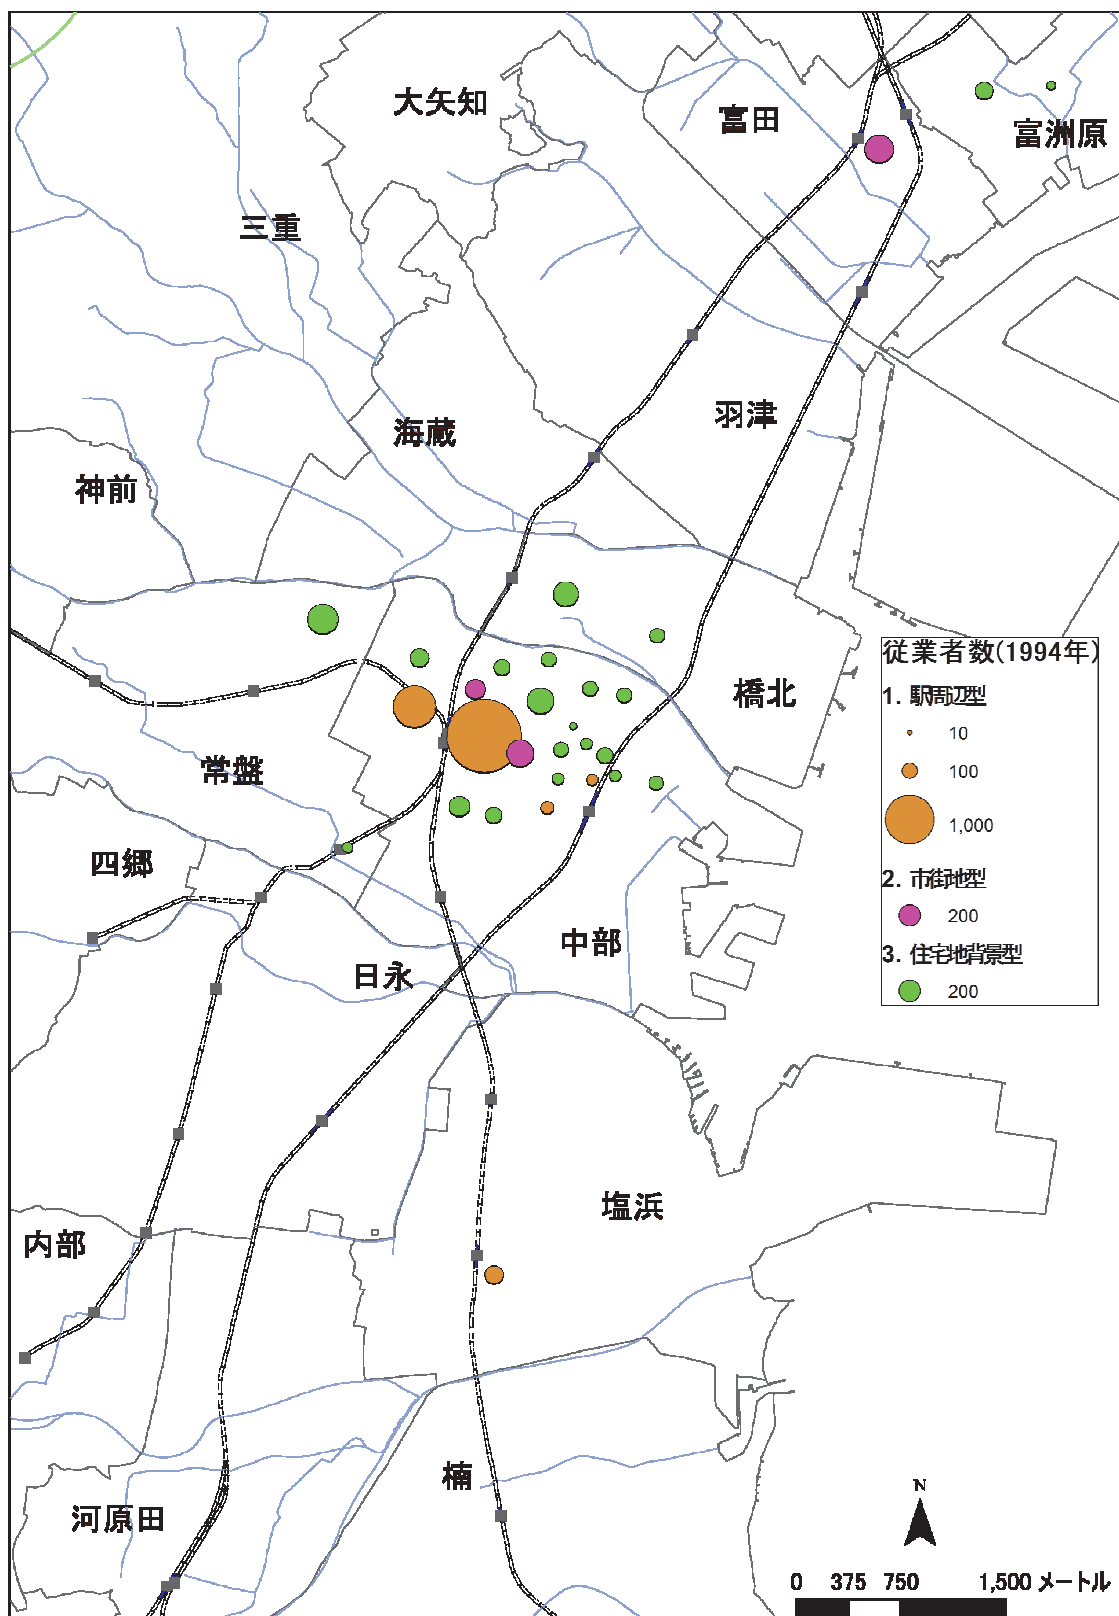 大矢知
富田
富洲原
三重
羽津
海蔵
神前
従業者数(1994年)
1. 駅周辺型
10
100
1,000
2. 市街地型
200
3. 住宅地背景型
200
橋北
常盤
四郷
中部
日永
塩浜
内部
楠
河原田
N
0 375 750 1,500 メートル